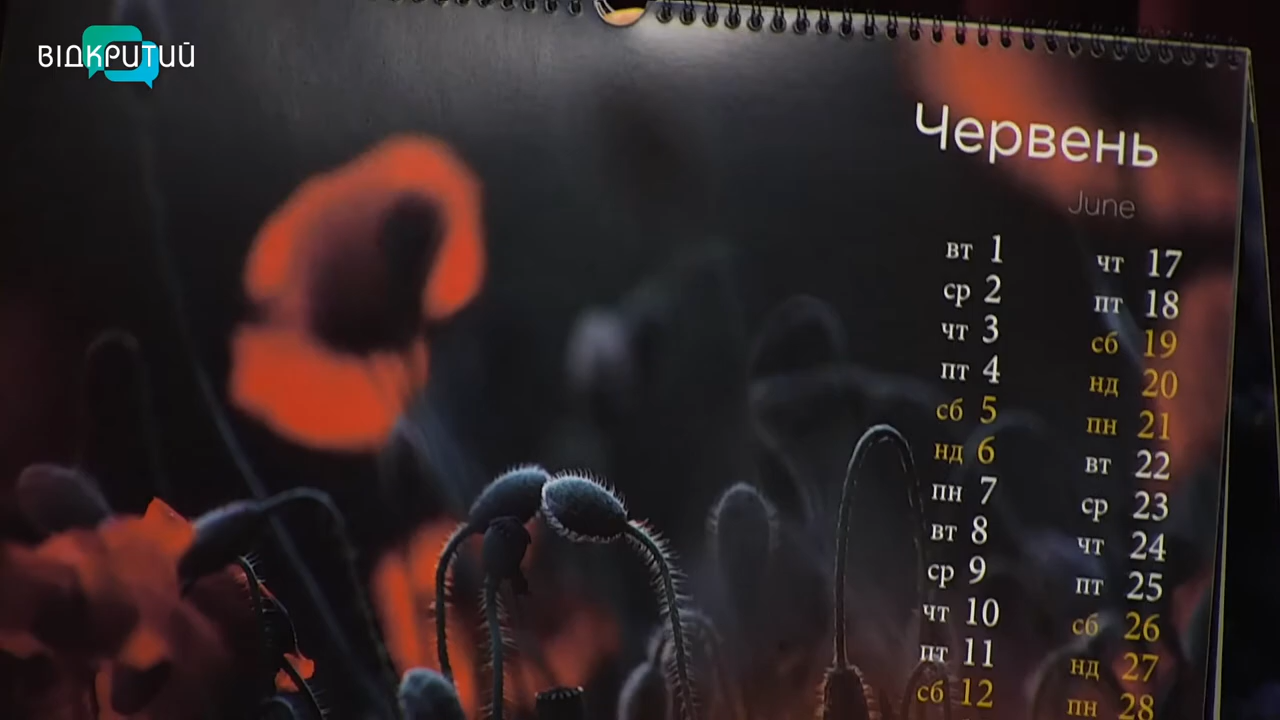 ВІДКРИТИЙ
Червень
June
вт 1
ср 2
чт 3
пт 4
сб 5
нд 6
пн 7
вт 8
ср 9
чт 10
пт 11
сб 12
чт 17
пт 18
сб 19
нд 20
пн 21
вт 22
ср 23
чт 24
пт 25
сб 26
нд 27
пн 28